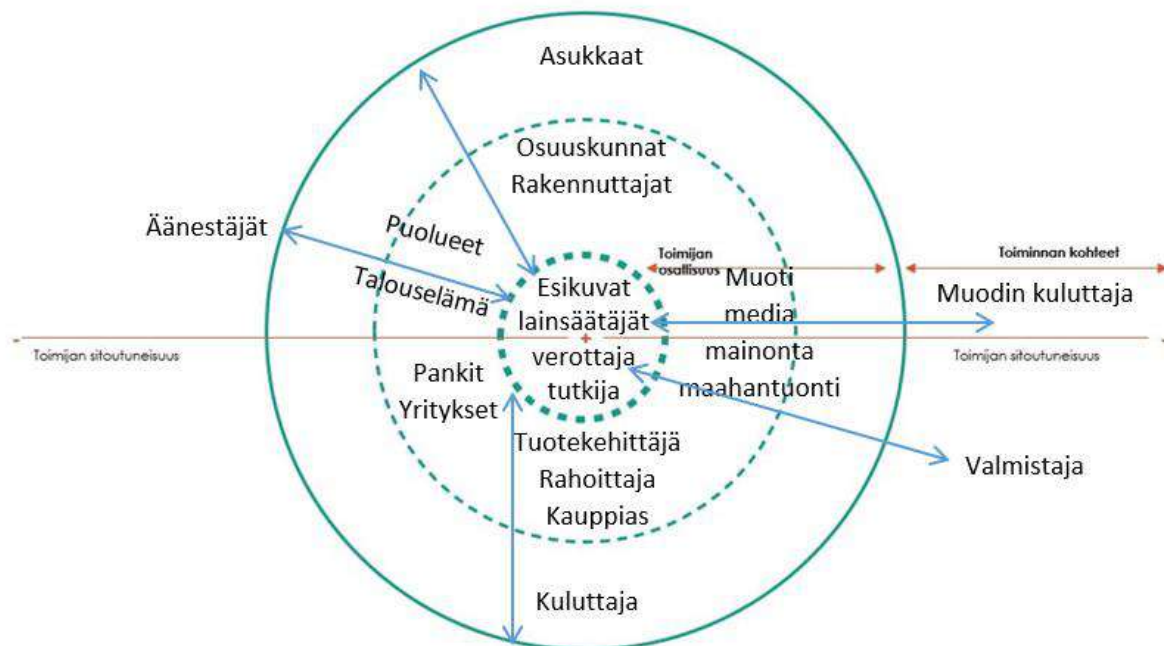 Asukkaat
Osuuskunnat
Rakennuttajat
Äänestäjät
Puolueet
Talouselämä
Toimijan
osallisuus
Toiminnan kohteet
Esikuvat
lainsäätäjät
verottaja
tutkija
Muoti
media
mainonta
maahantuonti
Muodin kuluttaja
Toimijan sitoutuneisuus
Toimijan sitoutuneisuus
Pankit
Yritykset
Tuotekehittäjä
Rahoittaja
Kauppias
Valmistaja
Kuluttaja